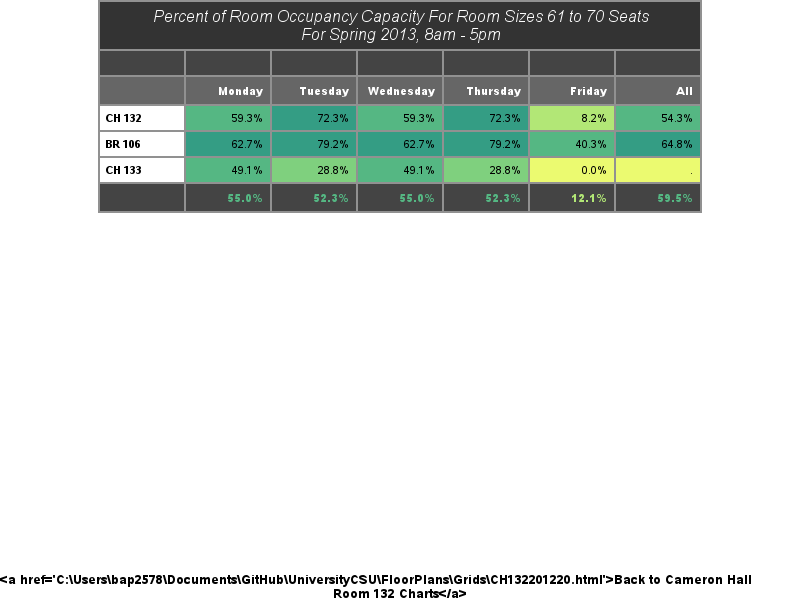 Percent of Room Occupancy Capacity For Room Sizes 61 to 70 Seats
For Spring 2013, 8am - 5pm
Monday Tuesday Wednesday Thursday Friday All
CH 132 59.3% 72.3% 59.3% 72.3% 8.2% 54.3%
BR 106 62.7% 79.2% 62.7% 79.2% 40.3% 64.8%
CH 133 49.1% 28.8% 49.1% 28.8% 0.0% .
55.0% 52.3% 55.0% 52.3% 12.1% 59.5%
<a href='C:\Users\bap2578\Documents\GitHub\UniversityCSU\FloorPlans\Grids\CH132201220.html'>Back to Cameron Hall
Room 132 Charts</a>